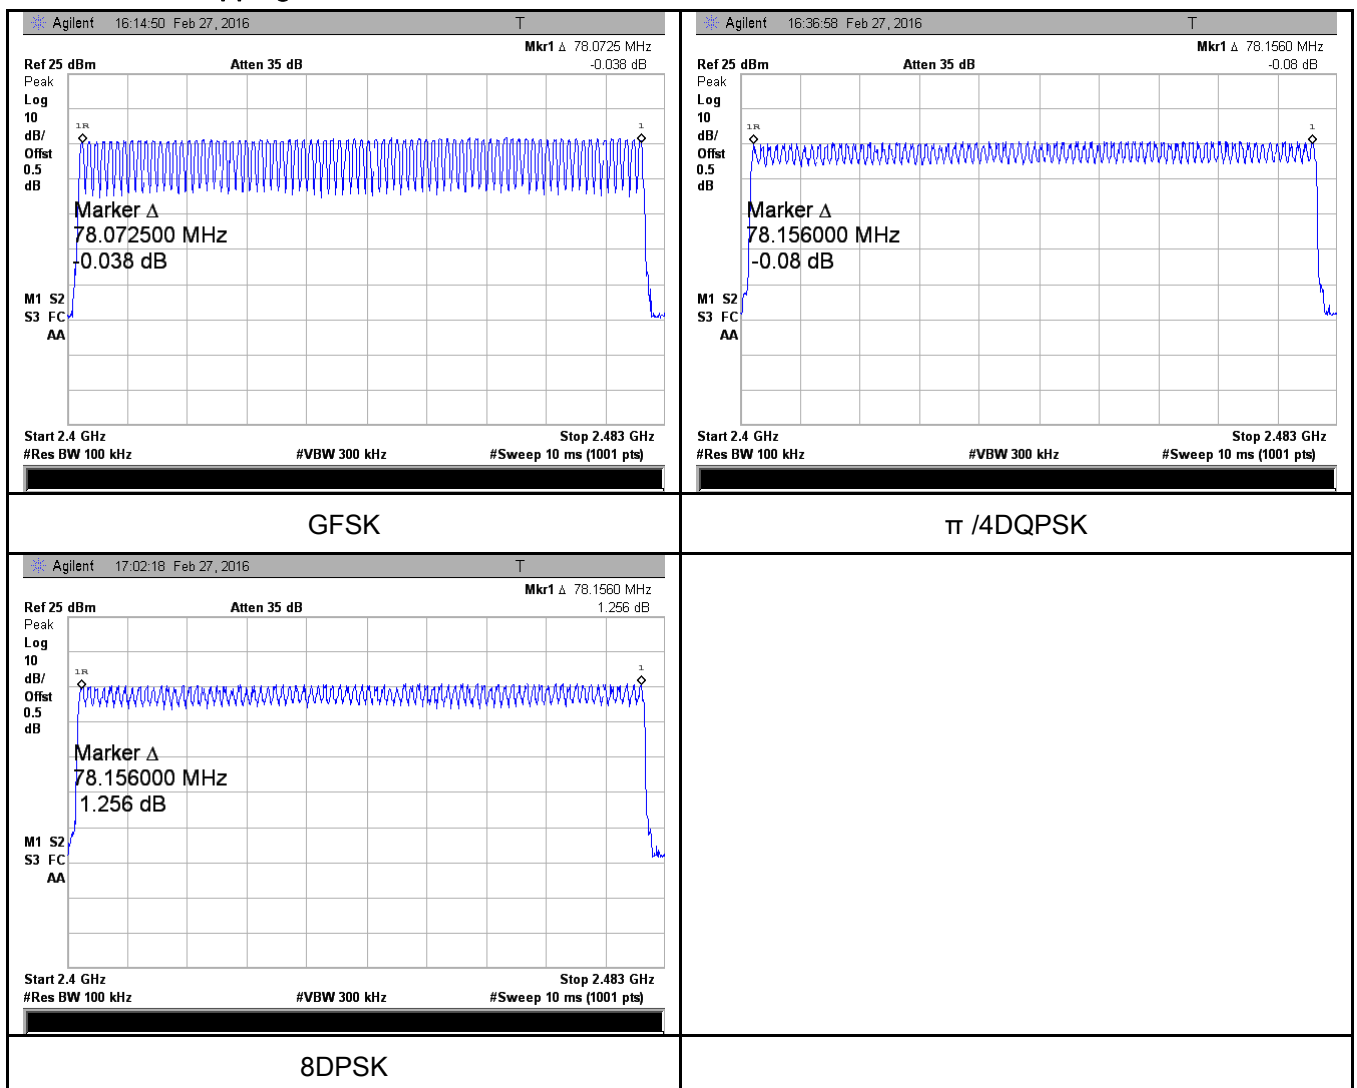 Agilent 16:14:50 Feb 27, 2016 T
Mkr1 Δ 78.0725 MHz
Ref 25 dBm Atten 35 dB -0.038 dB
Peak
Log
10
dB/
Offst
0.5
dB
1R 1
Marker Δ
78.072500 MHz
-0.038 dB
M1 S2
S3 FC
AA
Start 2.4 GHz Stop 2.483 GHz
#Res BW 100 kHz #VBW 300 kHz #Sweep 10 ms (1001 pts)
GFSK
Agilent 16:36:58 Feb 27, 2016 T
Mkr1 Δ 78.1560 MHz
Ref 25 dBm Atten 35 dB -0.08 dB
Peak
Log
10
dB/
Offst
0.5
dB
1R 1
Marker Δ
78.156000 MHz
-0.08 dB
M1 S2
S3 FC
AA
Start 2.4 GHz Stop 2.483 GHz
#Res BW 100 kHz #VBW 300 kHz #Sweep 10 ms (1001 pts)
π /4DQPSK
Agilent 17:02:18 Feb 27, 2016 T
Mkr1 Δ 78.1560 MHz
Ref 25 dBm Atten 35 dB 1.256 dB
Peak
Log
10
dB/
Offst
0.5
dB
1R 1
Marker Δ
78.156000 MHz
1.256 dB
M1 S2
S3 FC
AA
Start 2.4 GHz Stop 2.483 GHz
#Res BW 100 kHz #VBW 300 kHz #Sweep 10 ms (1001 pts)
8DPSK